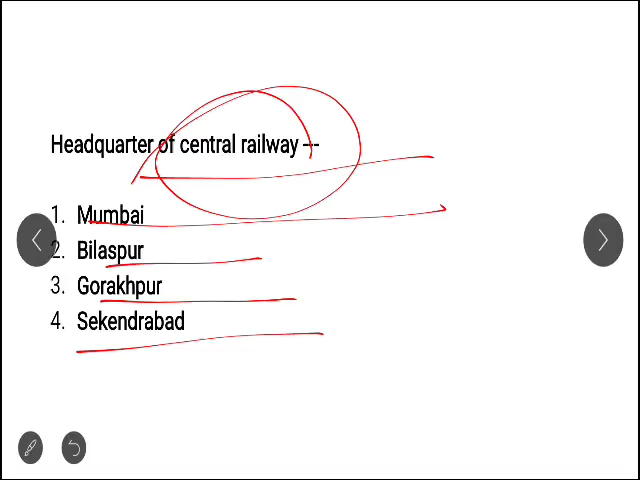 Headquarter of central railway ---
1. Mumbai
2. Bilaspur
3. Gorakhpur
4. Sekendrabad